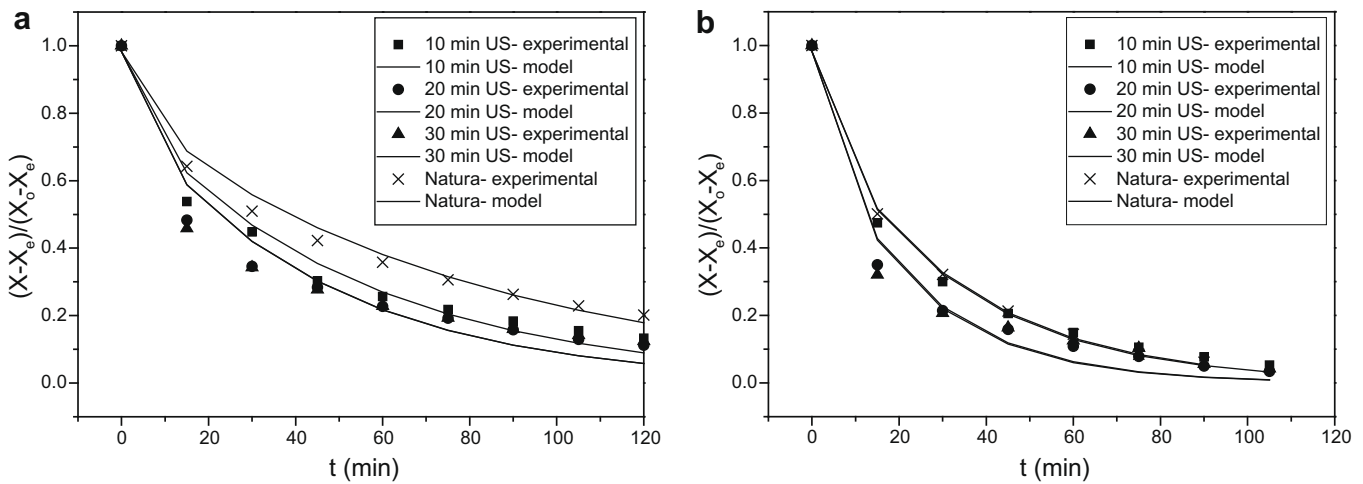 a
1.0
0.8
0.6
0.4
0.2
0.0
(X-Xe)/(Xo-Xe)
0 20 40 60 80 100 120
t (min)
10 min US- experimental
10 min US- model
20 min US- experimental
20 min US- model
30 min US- experimental
30 min US- model
Natura- experimental
Natura- model
b
1.0
0.8
0.6
0.4
0.2
0.0
(X-Xe)/(Xo-Xe)
0 20 40 60 80 100 120
t (min)
10 min US- experimental
10 min US- model
20 min US- experimental
20 min US- model
30 min US- experimental
30 min US- model
Natura- experimental
Natura- model